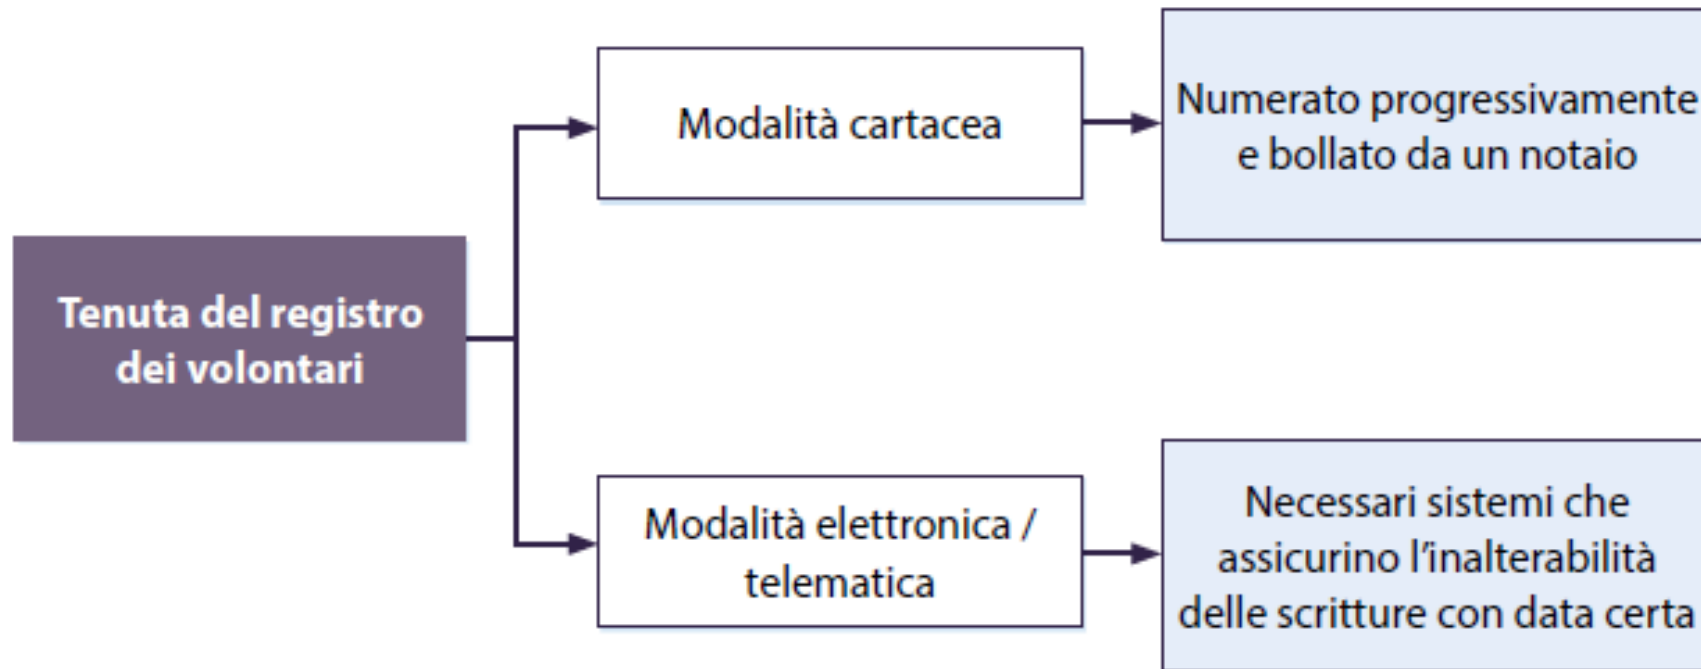 Tenuta del registro
dei volontari
Modalità cartacea
Numerato progressivamente
e bollato da un notaio
Modalità elettronica /
telematica
Necessari sistemi che
assicurino l'inalterabilità
delle scritture con data certa